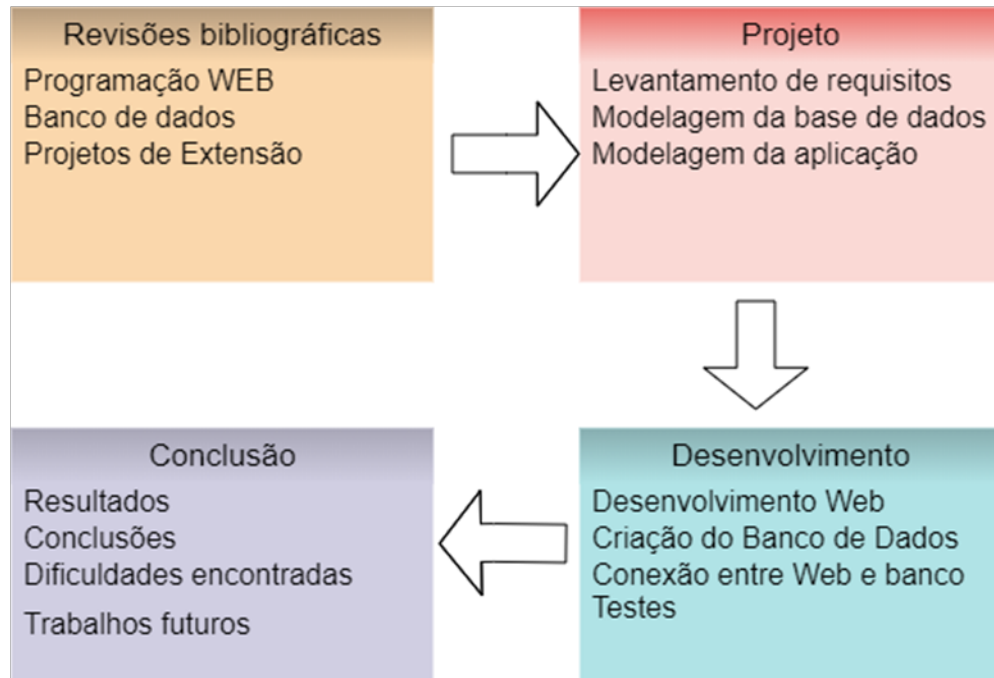 Revisões bibliográficas
Programação WEB
Banco de dados
Projetos de Extensão
Projeto
Levantamento de requisitos
Modelagem da base de dados
Modelagem da aplicação
Desenvolvimento
Desenvolvimento Web
Criação do Banco de Dados
Conexão entre Web e banco
Testes
Conclusão
Resultados
Conclusões
Dificuldades encontradas
Trabalhos futuros